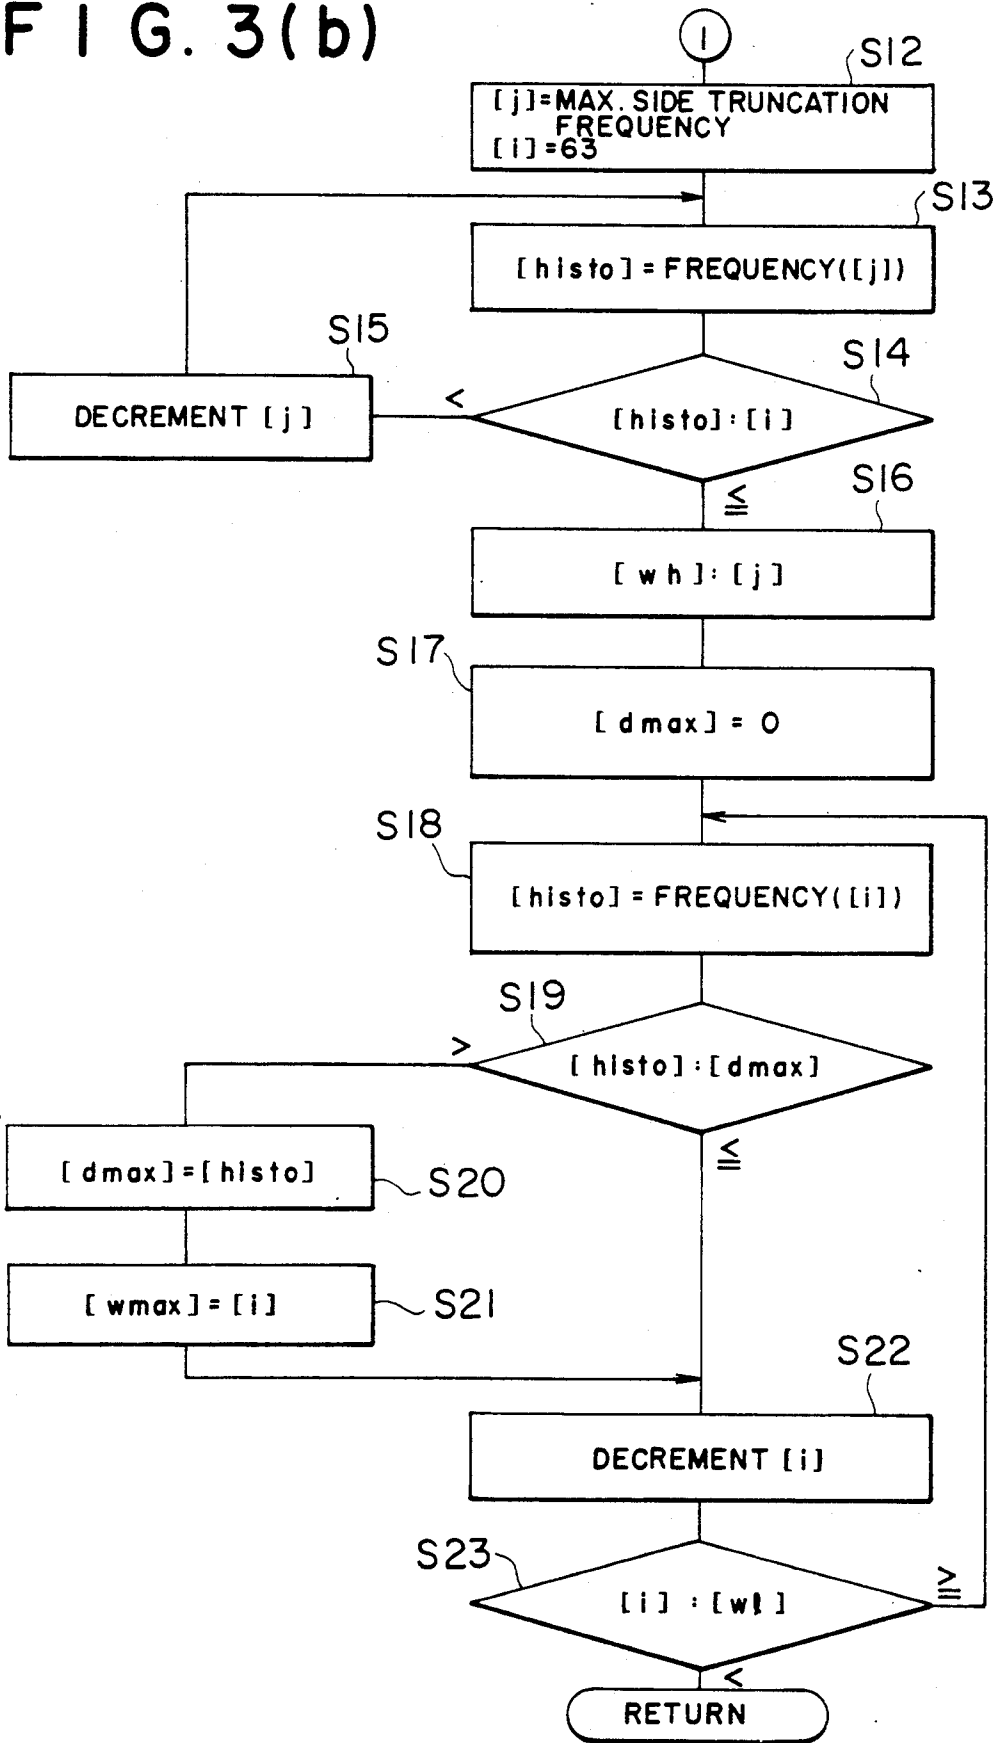 FIG. 3(b)
1
S12
[j]=MAX. SIDE TRUNCATION
FREQUENCY
[i]=63
S13
[histo]=FREQUENCY([j])
S15
DECREMENT [j]
<
S14
[histo]:[i]
≦
S16
[wh]:[j]
S17
[dmax]=0
S18
[histo]=FREQUENCY([i])
S19
>
[histo]:[dmax]
≦
[dmax]=[histo]
S20
[wmax]=[i]
S21
S22
DECREMENT [i]
S23
[i]:[wl]
≧
<
RETURN